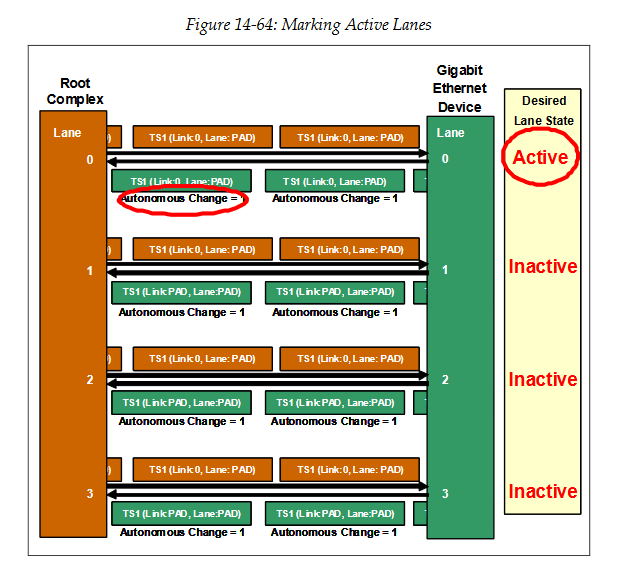 Figure 14-64: Marking Active Lanes
Root
Complex
Gigabit
Ethernet
Device
Desired
Lane State
Lane
Lane
TS1 (Link:0, Lane: PAD)
TS1 (Link:0, Lane: PAD)
0
0
Active
TS1 (Link:0, Lane:PAD)
TS1 (Link:0, Lane:PAD)
Autonomous Change = 1
Autonomous Change = 1
TS1 (Link:0, Lane: PAD)
TS1 (Link:0, Lane: PAD)
1
1
Inactive
TS1 (Link:PAD, Lane:PAD)
TS1 (Link:PAD, Lane:PAD)
Autonomous Change = 1
Autonomous Change = 1
TS1 (Link:0, Lane: PAD)
TS1 (Link:0, Lane: PAD)
2
2
Inactive
TS1 (Link:PAD, Lane:PAD)
TS1 (Link:PAD, Lane:PAD)
Autonomous Change = 1
Autonomous Change = 1
TS1 (Link:0, Lane: PAD)
TS1 (Link:0, Lane: PAD)
3
3
Inactive
TS1 (Link:PAD, Lane:PAD)
TS1 (Link:PAD, Lane:PAD)
Autonomous Change = 1
Autonomous Change = 1